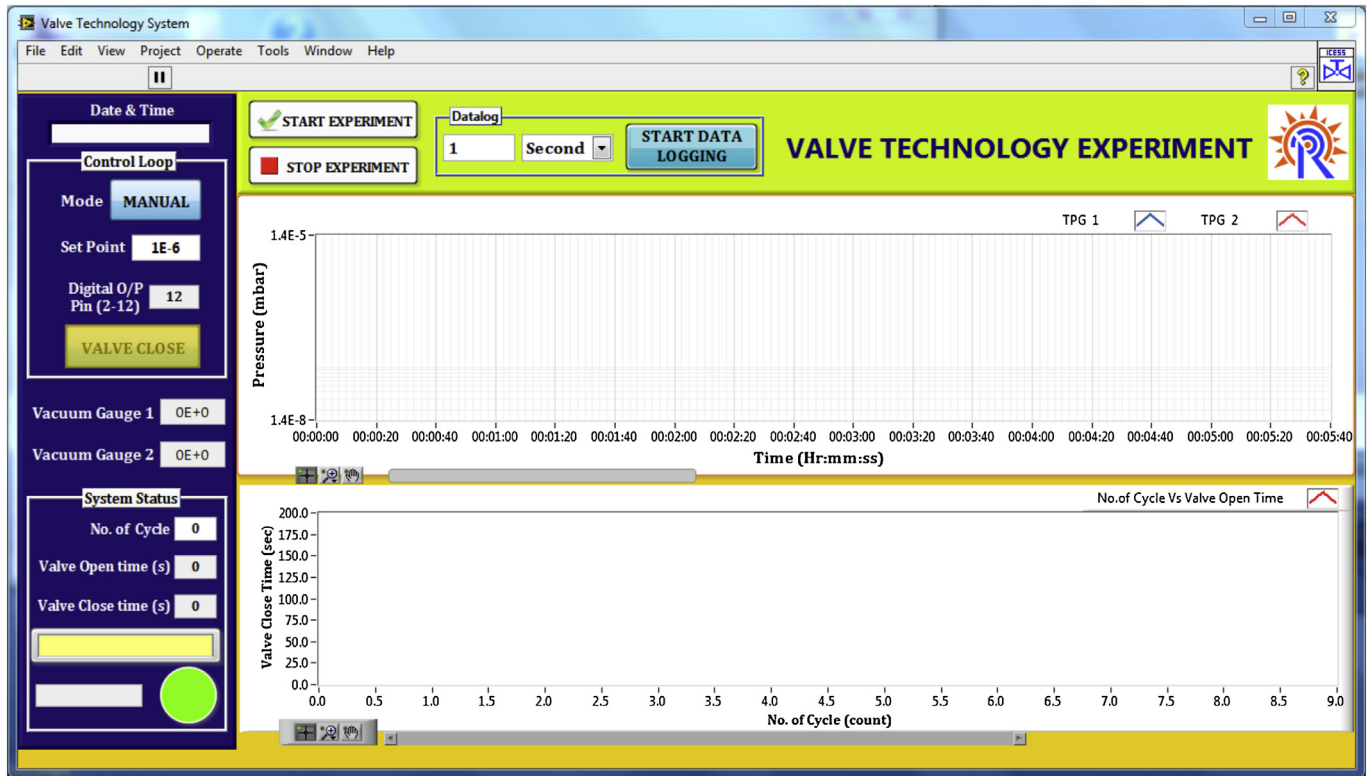 Valve Technology System
File Edit View Project Operate Tools Window Help
ICESS
Date & Time
Control Loop
Mode MANUAL
Set Point 1E-6
Digital O/P
Pin (2-12) 12
VALVE CLOSE
Vacuum Gauge 1 0E+0
Vacuum Gauge 2 0E+0
System Status
No. of Cycle 0
Valve Open time (s) 0
Valve Close time (s) 0
START EXPERIMENT
STOP EXPERIMENT
Datalog
1 Second
START DATA
LOGGING
VALVE TECHNOLOGY EXPERIMENT
TPG 1 TPG 2
1.4E-5
Pressure (mbar)
1.4E-8
00:00:00 00:00:20 00:00:40 00:01:00 00:01:20 00:01:40 00:02:00 00:02:20 00:02:40 00:03:00 00:03:20 00:03:40 00:04:00 00:04:20 00:04:40 00:05:00 00:05:20 00:05:40
Time (Hr:mm:ss)
No.of Cycle Vs Valve Open Time
Valve Close Time (sec)
200.0
175.0
150.0
125.0
100.0
75.0
50.0
25.0
0.0
0.0 0.5 1.0 1.5 2.0 2.5 3.0 3.5 4.0 4.5 5.0 5.5 6.0 6.5 7.0 7.5 8.0 8.5 9.0
No. of Cycle (count)